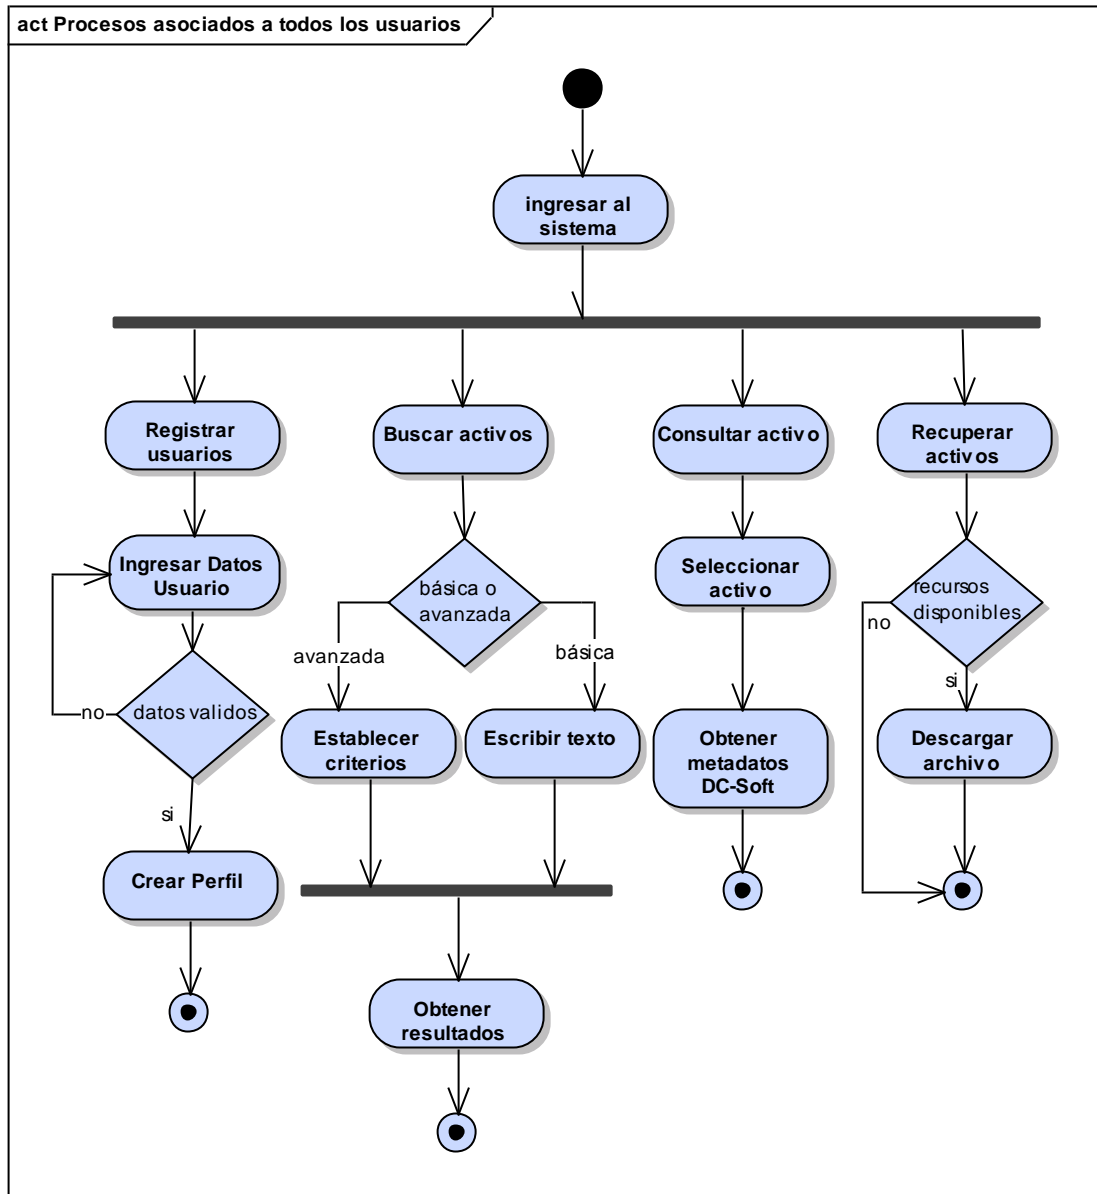 act Procesos asociados a todos los usuarios
ingresar al
sistema
Registrar
usuarios
Buscar activos
Consultar activo
Recuperar
activos
Ingresar Datos
Usuario
básica o
avanzada
Seleccionar
activo
recursos
disponibles
no
avanzada
básica
si
no
datos validos
Establecer
criterios
Escribir texto
Obtener
metadatos
DC-Soft
Descargar
archivo
si
Crear Perfil
Obtener
resultados